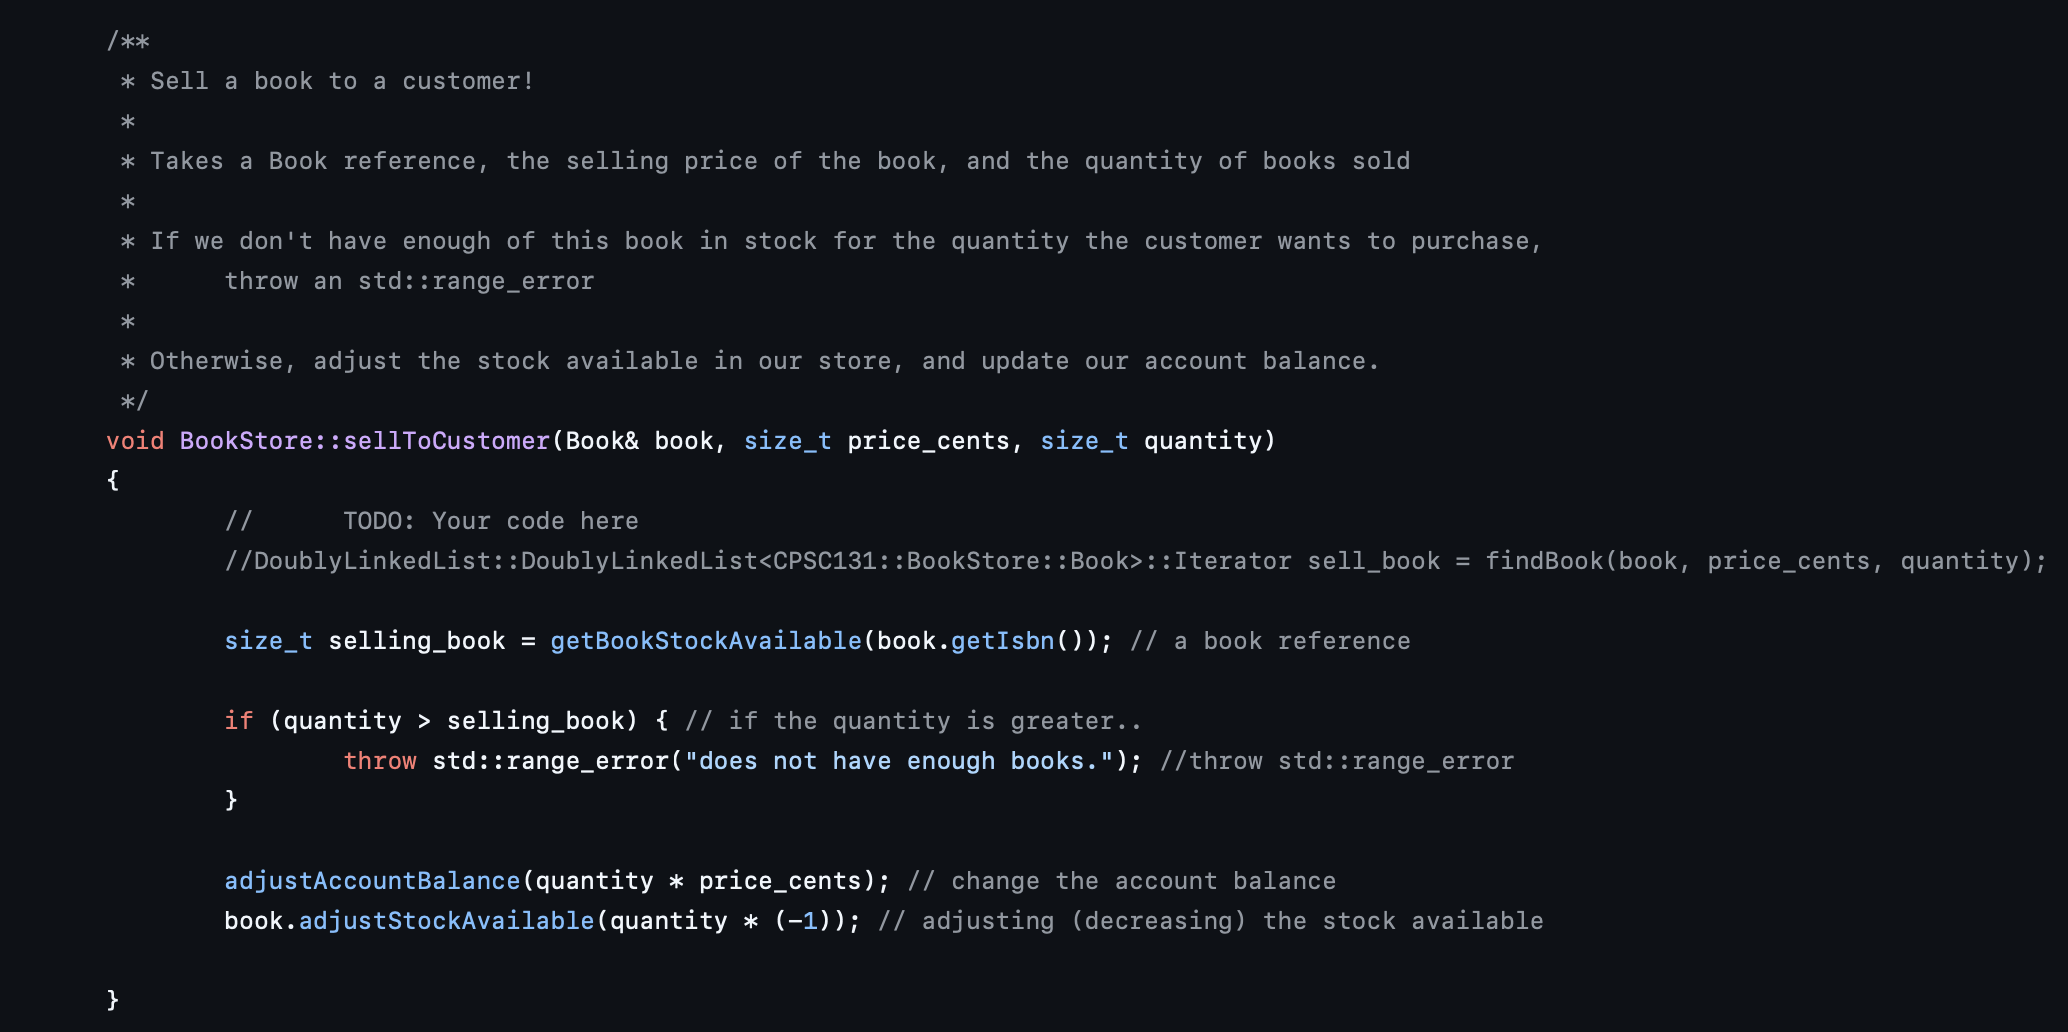 /**
 * Sell a book to a customer!
 *
 * Takes a Book reference, the selling price of the book, and the quantity of books sold
 *
 * If we don't have enough of this book in stock for the quantity the customer wants to purchase,
 *      throw an std::range_error
 *
 * Otherwise, adjust the stock available in our store, and update our account balance.
 */
void BookStore::sellToCustomer(Book& book, size_t price_cents, size_t quantity)
{
        //      TODO: Your code here
        //DoublyLinkedList::DoublyLinkedList<CPSC131::BookStore::Book>::Iterator sell_book = findBook(book, price_cents, quantity);

        size_t selling_book = getBookStockAvailable(book.getIsbn()); // a book reference

        if (quantity > selling_book) { // if the quantity is greater..
                throw std::range_error("does not have enough books."); //throw std::range_error
        }

        adjustAccountBalance(quantity * price_cents); // change the account balance
        book.adjustStockAvailable(quantity * (-1)); // adjusting (decreasing) the stock available

}